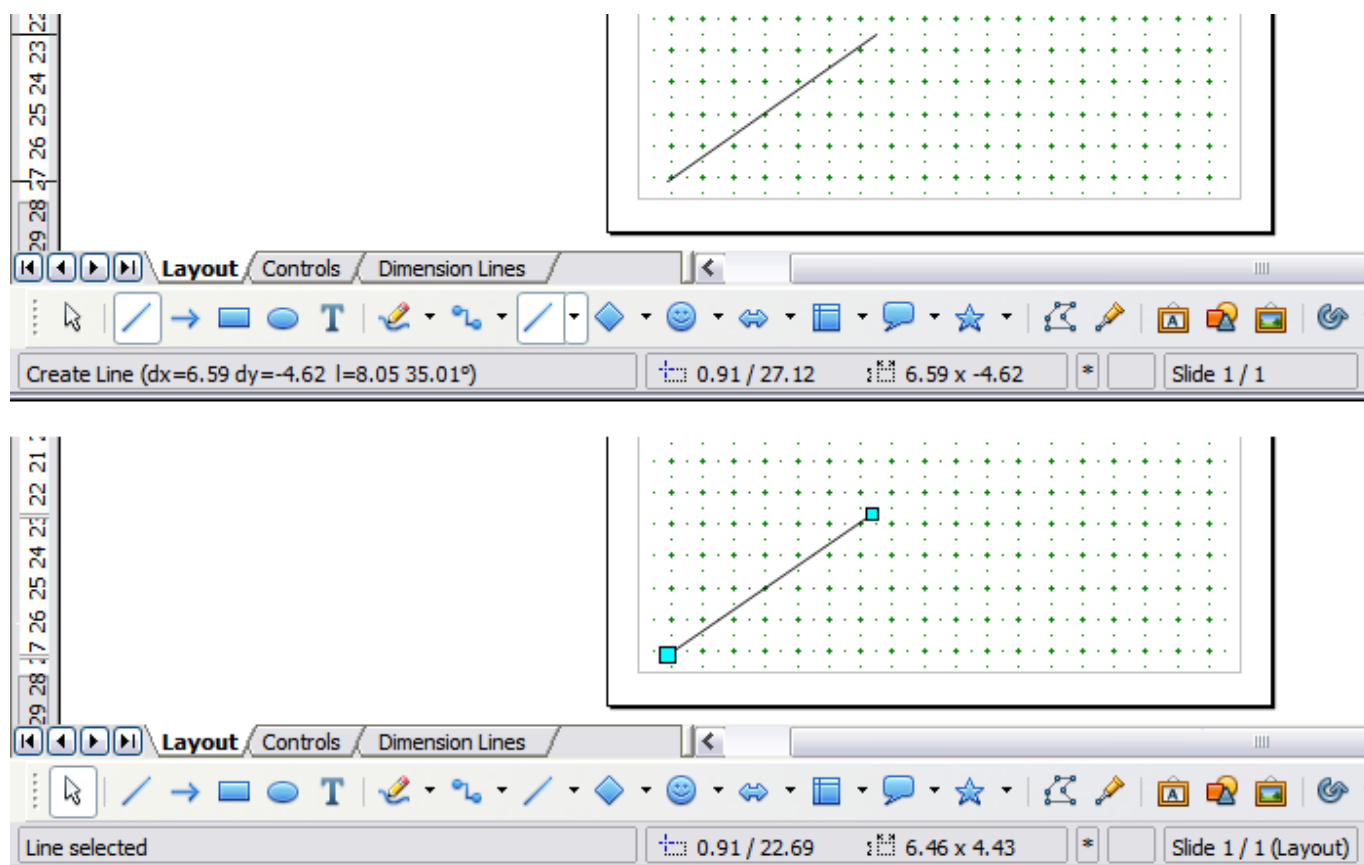 22
23
24
25
26
27
28
29
Layout Controls Dimension Lines
T A
Create Line (dx=6.59 dy=-4.62 l=8.05 35.01°) 0.91 / 27.12 6.59 x -4.62 * Slide 1 / 1
21
22
23
24
25
26
27
28
29
Layout Controls Dimension Lines
T A
Line selected 0.91 / 22.69 6.46 x 4.43 * Slide 1 / 1 (Layout)